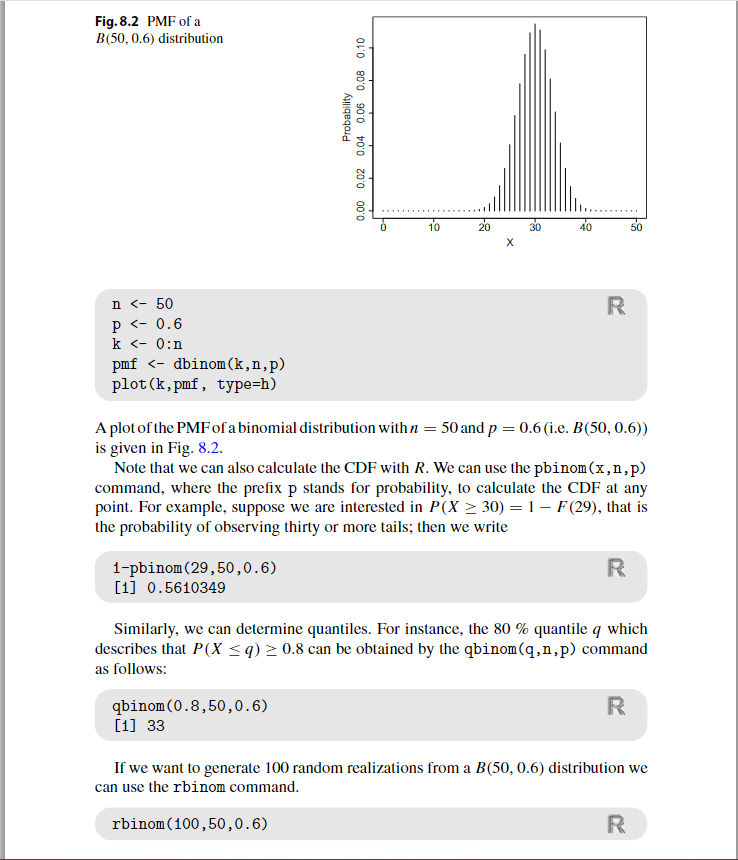 Fig. 8.2 PMF of a
B(50, 0.6) distribution
Probability
0.00 0.02 0.04 0.06 0.08 0.10
0 10 20 30 40 50
X
n <- 50
p <- 0.6
k <- 0:n
pmf <- dbinom(k,n,p)
plot(k,pmf, type=h)
R
A plot of the PMF of a binomial distribution with n = 50 and p = 0.6 (i.e. B(50, 0.6))
is given in Fig. 8.2.
Note that we can also calculate the CDF with R. We can use the pbinom(x,n,p)
command, where the prefix p stands for probability, to calculate the CDF at any
point. For example, suppose we are interested in P(X ≥ 30) = 1 − F(29), that is
the probability of observing thirty or more tails; then we write
1-pbinom(29,50,0.6)
[1] 0.5610349
R
Similarly, we can determine quantiles. For instance, the 80 % quantile q which
describes that P(X ≤ q) ≥ 0.8 can be obtained by the qbinom(q,n,p) command
as follows:
qbinom(0.8,50,0.6)
[1] 33
R
If we want to generate 100 random realizations from a B(50, 0.6) distribution we
can use the rbinom command.
rbinom(100,50,0.6)
R